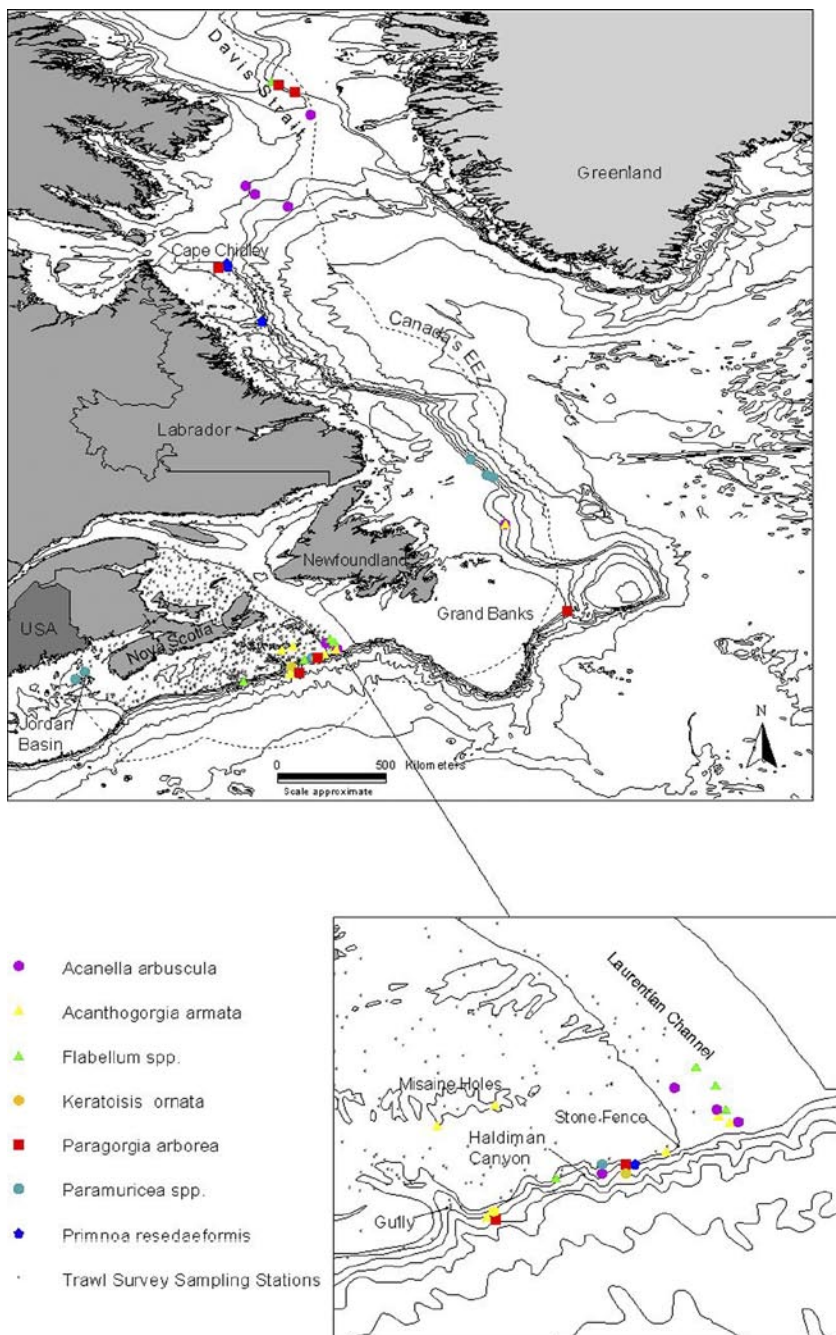 Davis Strait
Greenland
Cape Chidley
Canada's EEZ
Labrador
Newfoundland
USA
Nova Scotia
Grand Banks
Jordan
Basin
N
0 500 Kilometers
Scale approximate
Acanella arbuscula
Acanthogorgia armata
Flabellum spp.
Keratoisis ornata
Paragorgia arborea
Paramuricea spp.
Primnoa resedaeformis
Trawl Survey Sampling Stations
Laurentian Channel
Misaine Holes
Stone Fence
Haldiman
Canyon
Gully